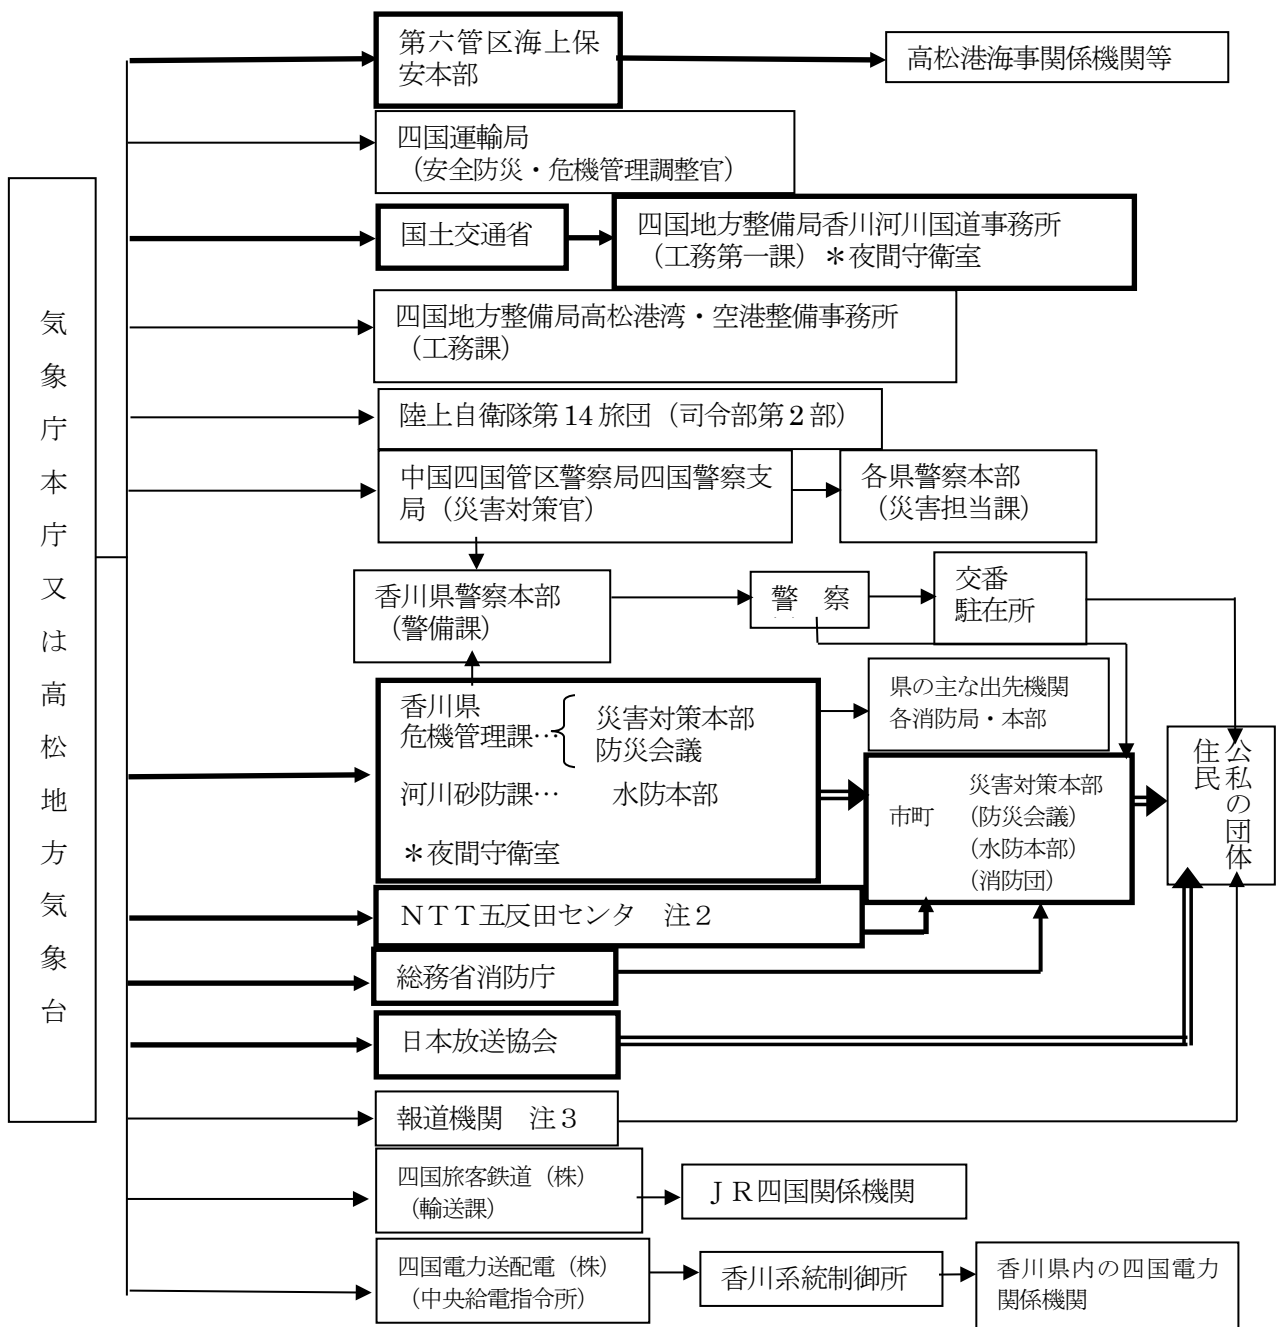 気象庁本庁又は高松地方気象台
第六管区海上保
安本部
高松港海事関係機関等
四国運輸局
（安全防災・危機管理調整官）
国土交通省
四国地方整備局香川河川国道事務所
（工務第一課）＊夜間守衛室
四国地方整備局高松港湾・空港整備事務所
（工務課）
陸上自衛隊第14旅団（司令部第2部）
中国四国管区警察局四国警察支
局（災害対策官）
各県警察本部
（災害担当課）
香川県警察本部
（警備課）
警　察
交番
駐在所
県の主な出先機関
各消防局・本部
香川県
危機管理課…
災害対策本部
防災会議
河川砂防課…　　水防本部
＊夜間守衛室
市町
災害対策本部
（防災会議）
（水防本部）
（消防団）
公私の団体
住民
ＮＴＴ五反田センタ　注２
総務省消防庁
日本放送協会
報道機関　注３
四国旅客鉄道（株）
（輸送課）
ＪＲ四国関係機関
四国電力送配電（株）
（中央給電指令所）
香川系統制御所
香川県内の四国電力
関係機関